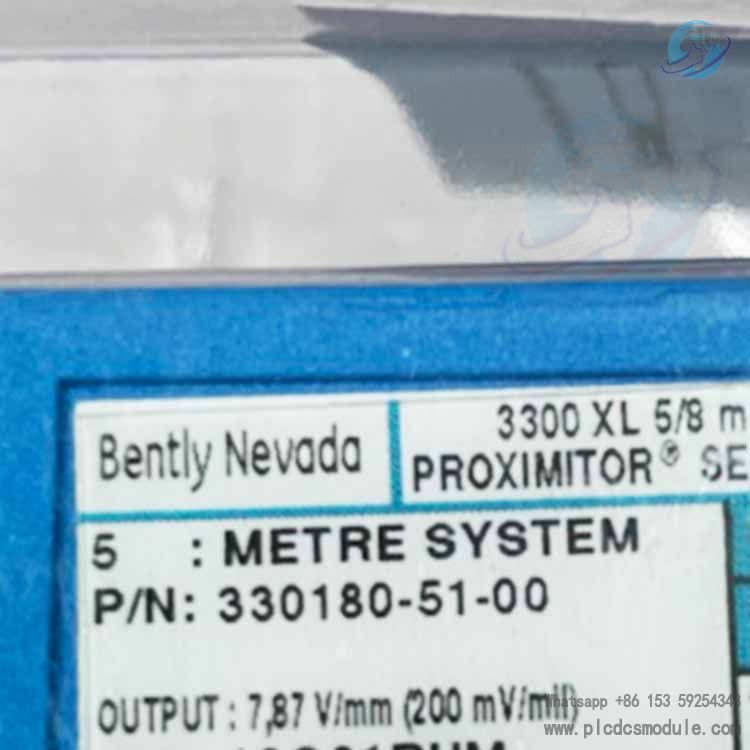 Bently Nevada
3300 XL 5/8 m
PROXIMITOR® SE
5 : METRE SYSTEM
P/N: 330180-51-00
OUTPUT : 7,87 V/mm (200 mV/mil)
Whatsapp +86 153 59254348
www.plcdcsmodule.com